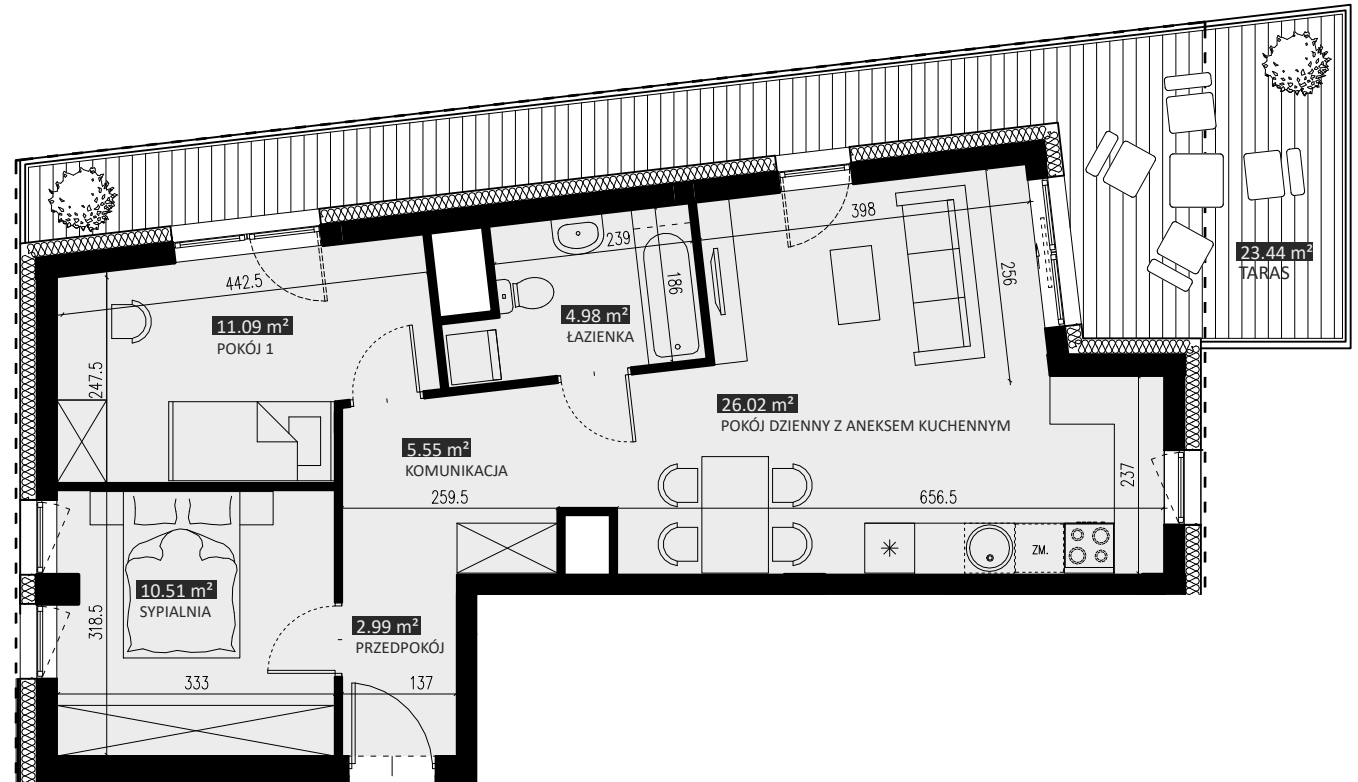 398
239
442.5
256
23.44 m²
TARAS
186
11.09 m²
POKÓJ 1
4.98 m²
ŁAZIENKA
247.5
26.02 m²
POKÓJ DZIENNY Z ANEKSEM KUCHENNYM
5.55 m²
KOMUNIKACJA
237
259.5
656.5
ZM.
10.51 m²
SYPIALNIA
318.5
2.99 m²
PRZEDPOKÓJ
333
137